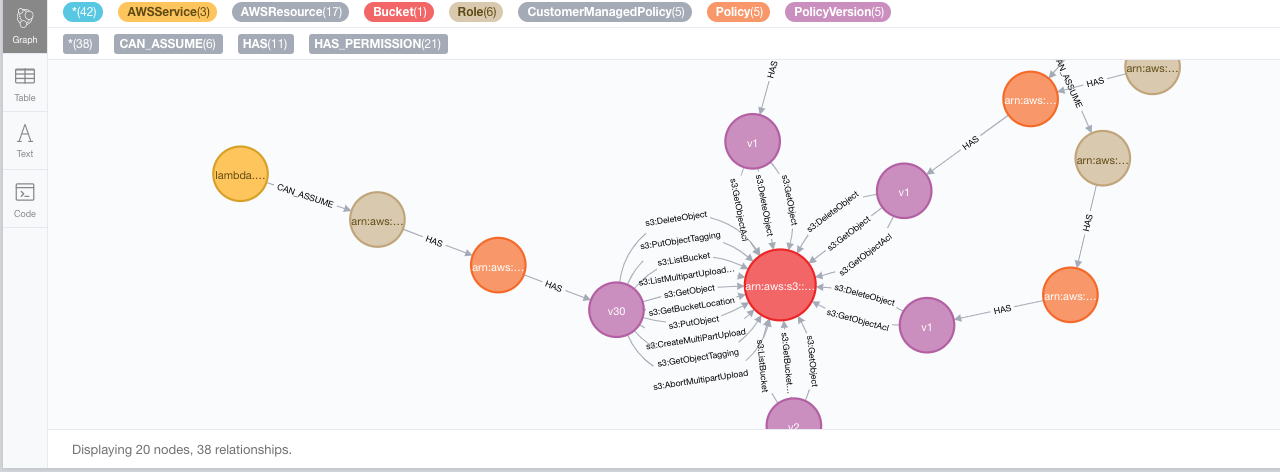 *(42) AWSService(3) AWSResource(17) Bucket(1) Role(6) CustomerManagedPolicy(5) Policy(5) PolicyVersion(5)
*(38) CAN_ASSUME(6) HAS(11) HAS_PERMISSION(21)
Graph
Table
Text
Code
HAS
CAN_ASSUME
HAS
arn:aws:...
arn:aws:...
v1
HAS
arn:aws:...
lambda....
CAN_ASSUME
arn:aws:...
HAS
arn:aws:...
HAS
v30
s3:GetObjectAcl
s3:DeleteObject
s3:GetObject
v1
s3:DeleteObject
s3:GetObject
s3:GetObjectAcl
HAS
s3:DeleteObject
s3:PutObjectTagging
s3:ListBucket
s3:ListMultipartUpload...
s3:GetObject
s3:GetBucketLocation
s3:PutObject
s3:CreateMultiPartUpload
s3:GetObjectTagging
s3:AbortMultipartUpload
arn:aws:s3::...
s3:DeleteObject
s3:GetObjectAcl
v1
HAS
arn:aws:...
s3:ListBucket
s3:GetBucket...
s3:GetObject
v2
Displaying 20 nodes, 38 relationships.